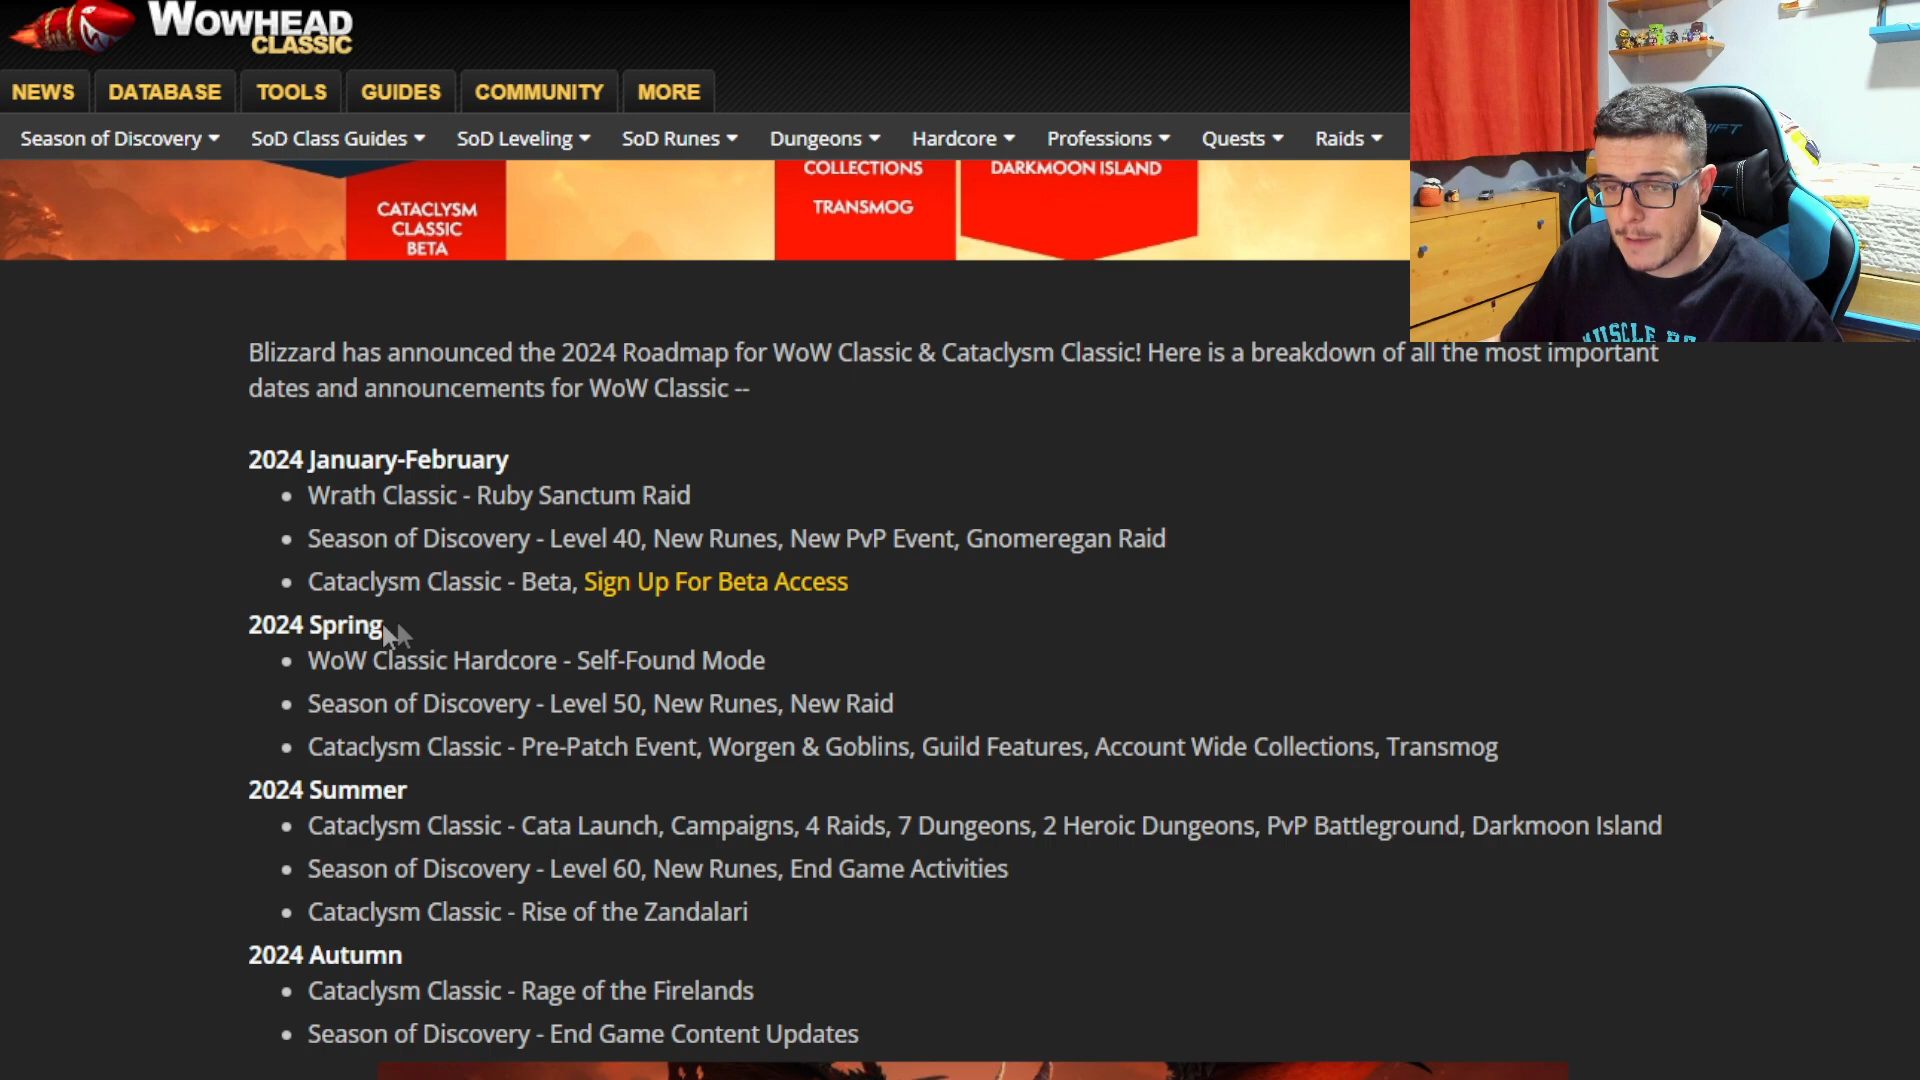 WOWHEAD
CLASSIC
NEWS
DATABASE
TOOLS
GUIDES
COMMUNITY
MORE
Season of Discovery
SoD Class Guides
SoD Leveling
SoD Runes
Dungeons
Hardcore
Professions
Quests
Raids
CATACLYSM
CLASSIC
BETA
COLLECTIONS
TRANSMOG
DARKMOON ISLAND
Blizzard has announced the 2024 Roadmap for WoW Classic & Cataclysm Classic! Here is a breakdown of all the most important
dates and announcements for WoW Classic --
2024 January-February
• Wrath Classic - Ruby Sanctum Raid
• Season of Discovery - Level 40, New Runes, New PvP Event, Gnomeregan Raid
• Cataclysm Classic - Beta, Sign Up For Beta Access
2024 Spring
• WoW Classic Hardcore - Self-Found Mode
• Season of Discovery - Level 50, New Runes, New Raid
• Cataclysm Classic - Pre-Patch Event, Worgen & Goblins, Guild Features, Account Wide Collections, Transmog
2024 Summer
• Cataclysm Classic - Cata Launch, Campaigns, 4 Raids, 7 Dungeons, 2 Heroic Dungeons, PvP Battleground, Darkmoon Island
• Season of Discovery - Level 60, New Runes, End Game Activities
• Cataclysm Classic - Rise of the Zandalari
2024 Autumn
• Cataclysm Classic - Rage of the Firelands
• Season of Discovery - End Game Content Updates
MUSCLE